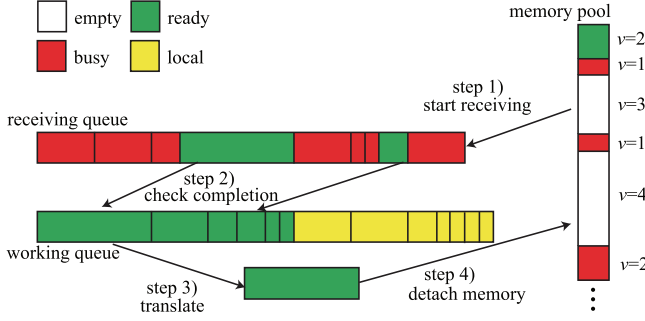 empty
ready
busy
local
memory pool
v=2
v=1
v=3
v=1
v=4
v=2
step 1)
start receiving
receiving queue
step 2)
check completion
working queue
step 3)
translate
step 4)
detach memory